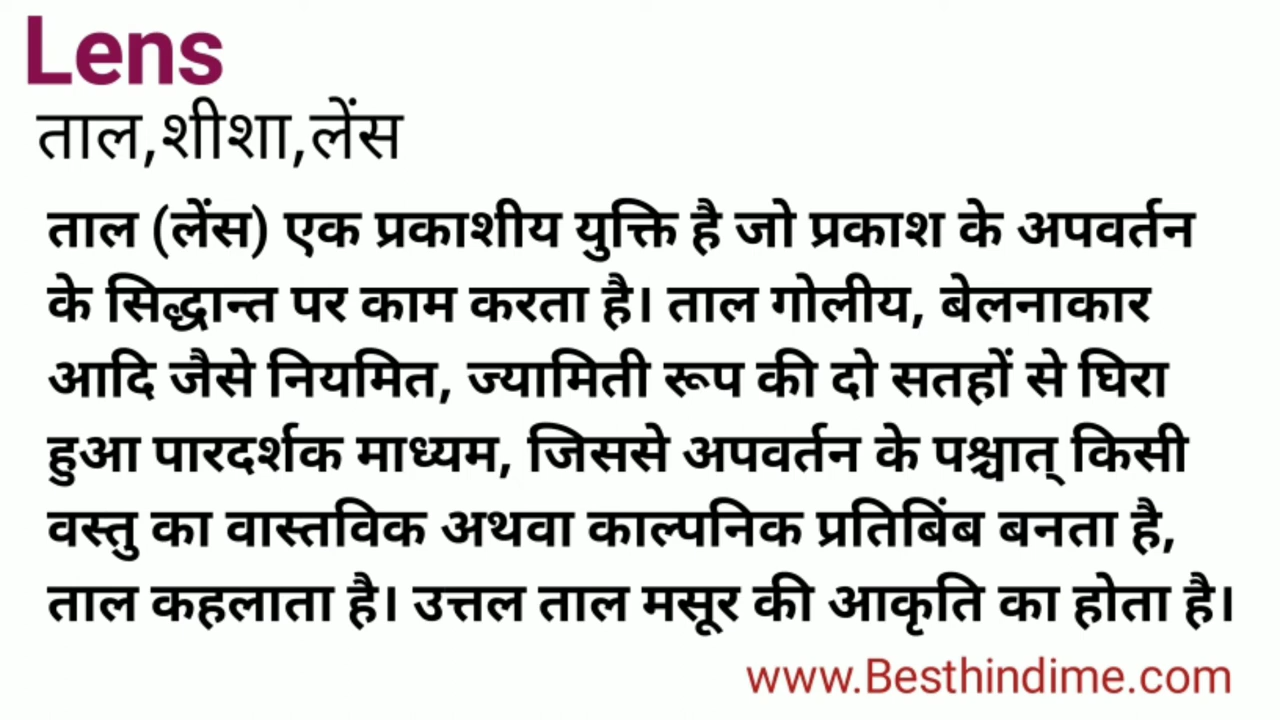 Lens
ताल,शीशा,लेंस
ताल (लेंस) एक प्रकाशीय युक्ति है जो प्रकाश के अपवर्तन
के सिद्धान्त पर काम करता है। ताल गोलीय, बेलनाकार
आदि जैसे नियमित, ज्यामिती रूप की दो सतहों से घिरा
हुआ पारदर्शक माध्यम, जिससे अपवर्तन के पश्चात् किसी
वस्तु का वास्तविक अथवा काल्पनिक प्रतिबिंब बनता है,
ताल कहलाता है। उत्तल ताल मसूर की आकृति का होता है।
www.Besthindime.com